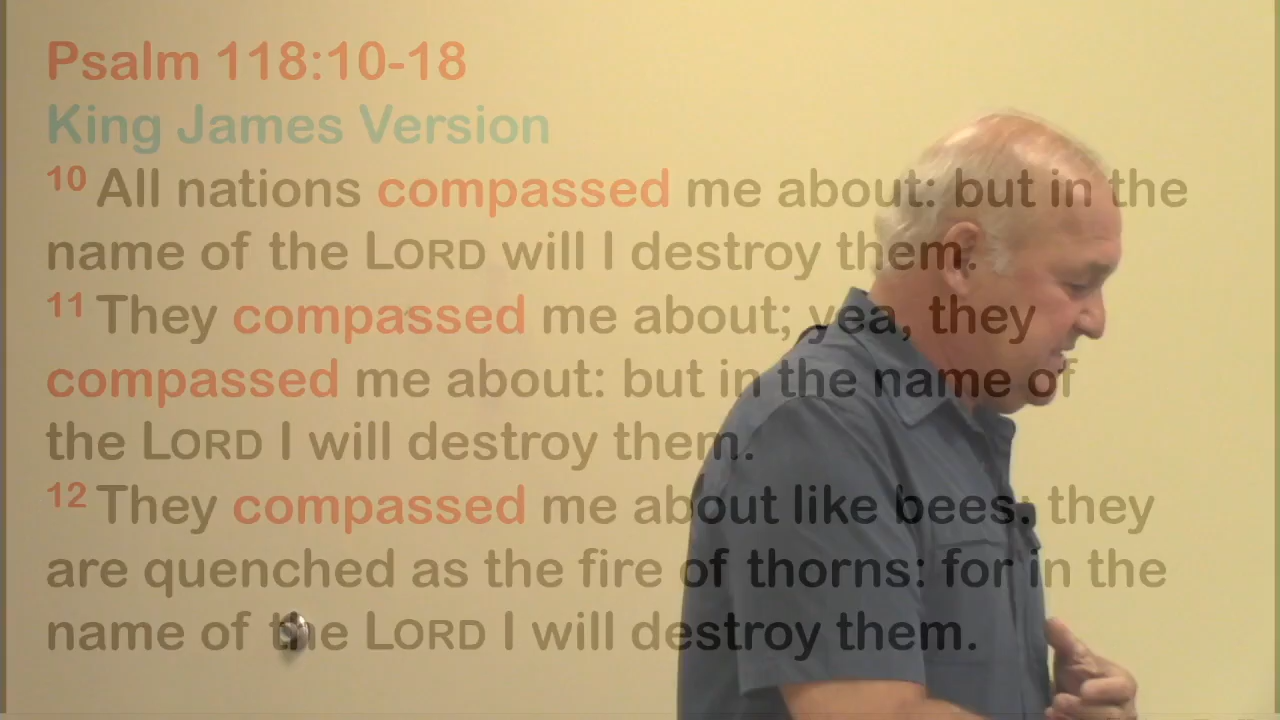 Psalm 118:10-18
King James Version
10 All nations compassed me about: but in the
name of the LORD will I destroy them.
11 They compassed me about; yea, they
compassed me about: but in the name of
the LORD I will destroy them.
12 They compassed me about like bees: they
are quenched as the fire of thorns: for in the
name of the LORD I will destroy them.